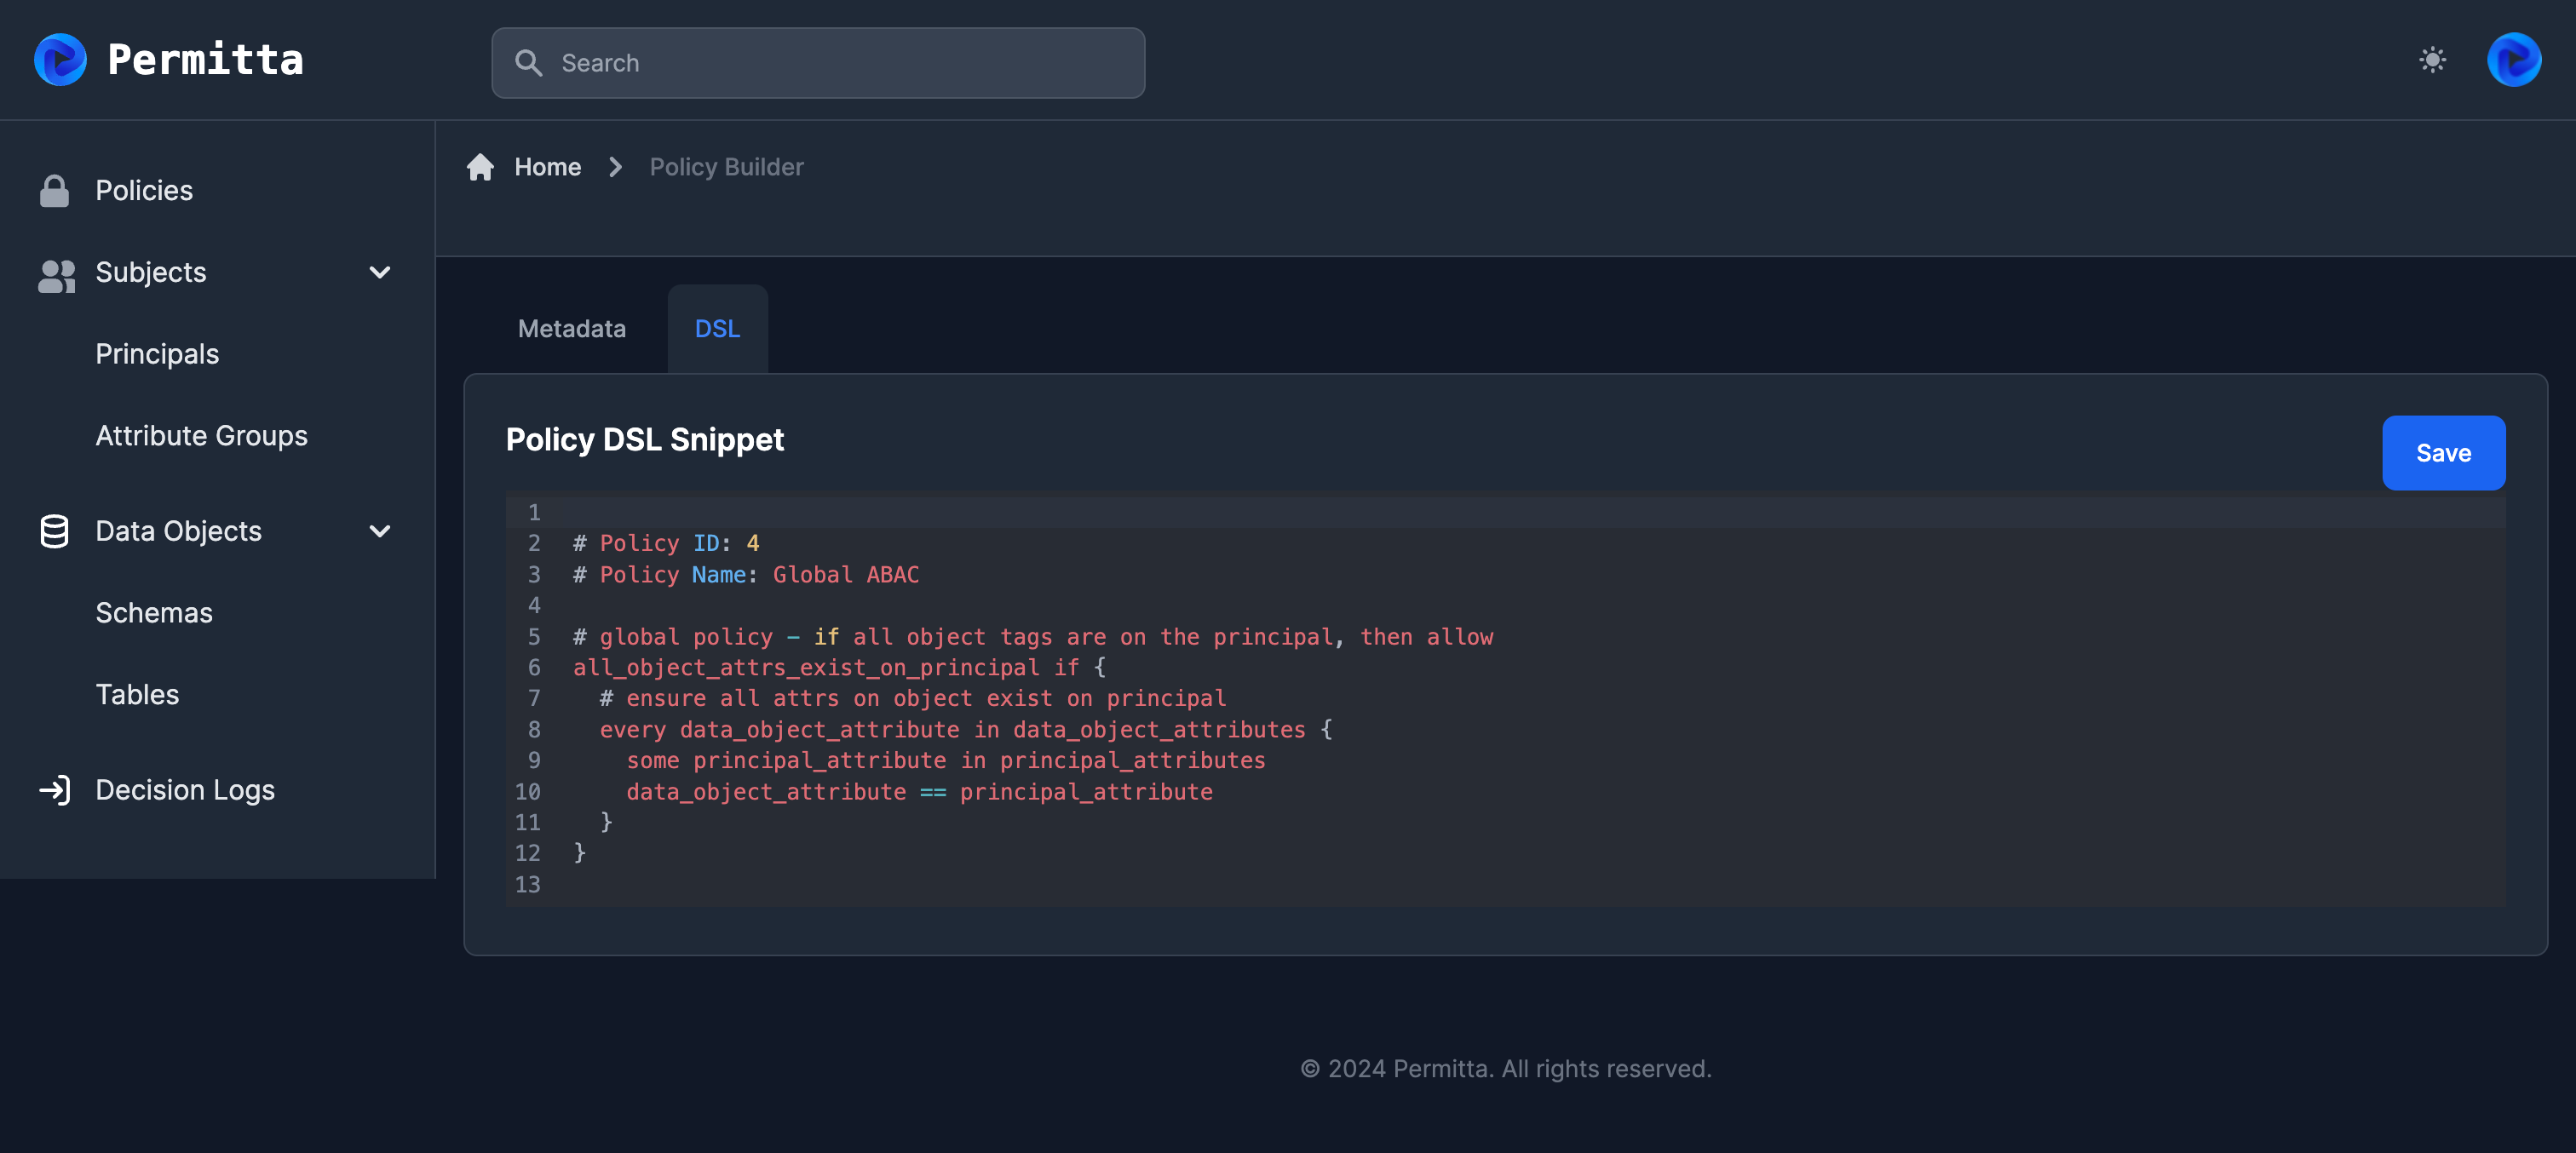 Permitta
Search
Home
Policy Builder
Policies
Subjects
Principals
Attribute Groups
Data Objects
Schemas
Tables
Decision Logs
Metadata
DSL
Policy DSL Snippet
Save
1
2 # Policy ID: 4
3 # Policy Name: Global ABAC
4
5 # global policy - if all object tags are on the principal, then allow
6 all_object_attrs_exist_on_principal if {
7   # ensure all attrs on object exist on principal
8   every data_object_attribute in data_object_attributes {
9     some principal_attribute in principal_attributes
10     data_object_attribute == principal_attribute
11   }
12 }
13
© 2024 Permitta. All rights reserved.